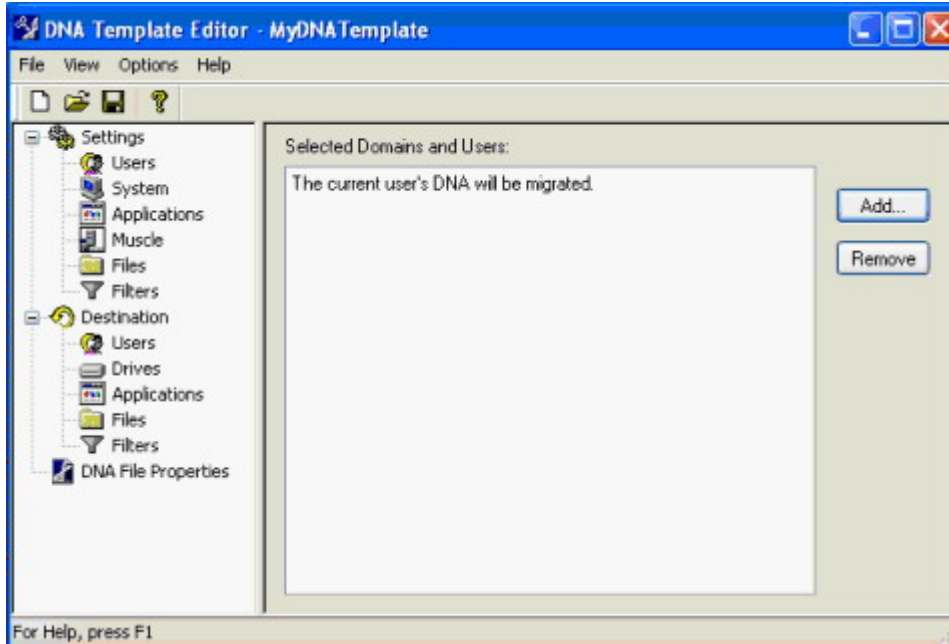 DNA Template Editor - MyDNATemplate
File View Options Help
Settings
Users
System
Applications
Muscle
Files
Filters
Destination
Users
Drives
Applications
Files
Filters
DNA File Properties
Selected Domains and Users:
The current user's DNA will be migrated.
Add...
Remove
For Help, press F1